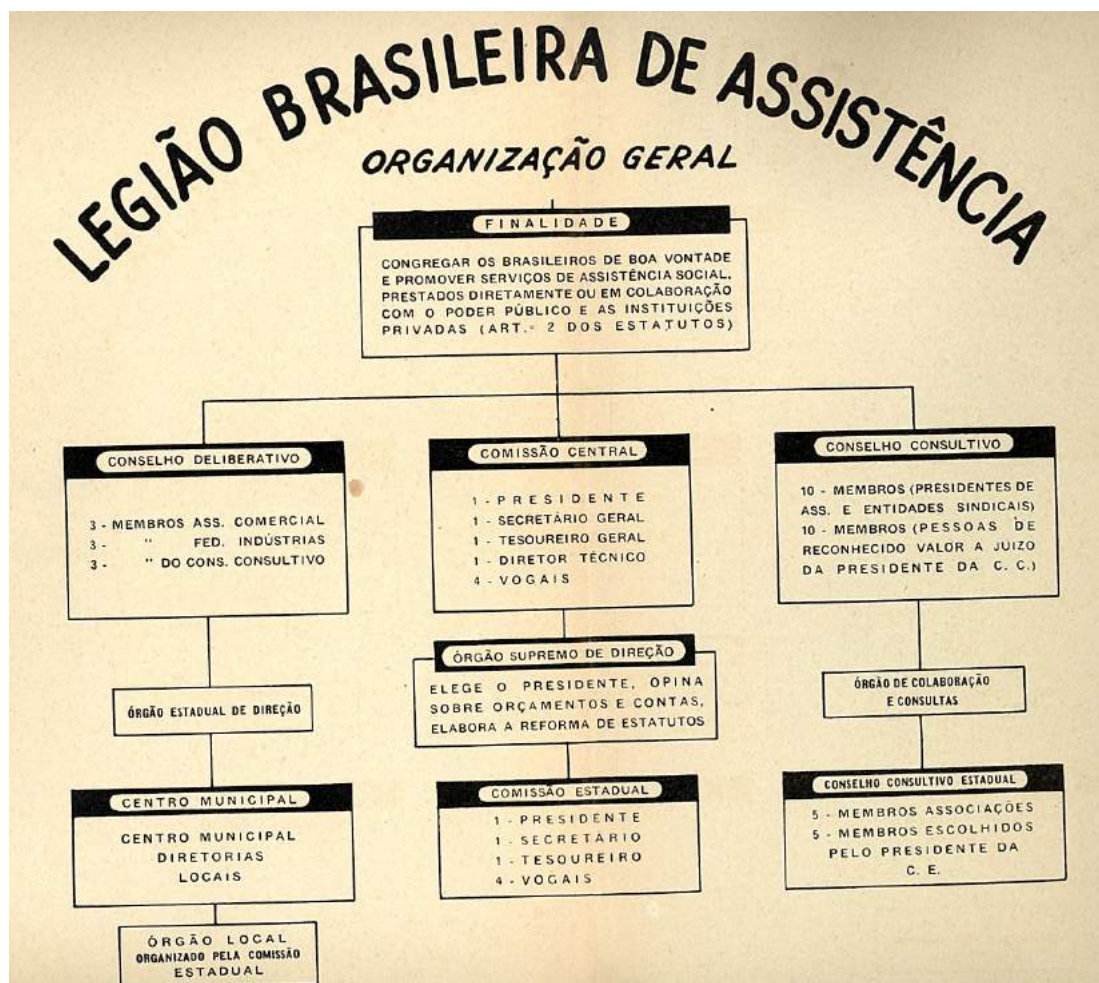 LEGIÃO BRASILEIRA DE ASSISTÊNCIA
ORGANIZAÇÃO GERAL
FINALIDADE
CONGREGAR OS BRASILEIROS DE BOA VONTADE
E PROMOVER SERVIÇOS DE ASSISTÊNCIA SOCIAL,
PRESTADOS DIRETAMENTE OU EM COLABORAÇÃO
COM O PODER PÚBLICO E AS INSTITUIÇÕES
PRIVADAS (ART.º 2 DOS ESTATUTOS)
CONSELHO DELIBERATIVO
3 - MEMBROS ASS. COMERCIAL
3 - " FED. INDÚSTRIAS
3 - " DO CONS. CONSULTIVO
ÓRGÃO ESTADUAL DE DIREÇÃO
CENTRO MUNICIPAL
CENTRO MUNICIPAL
DIRETORIAS
LOCAIS
ÓRGÃO LOCAL
ORGANIZADO PELA COMISSÃO
ESTADUAL
COMISSÃO CENTRAL
1 - PRESIDENTE
1 - SECRETÁRIO GERAL
1 - TESOUREIRO GERAL
1 - DIRETOR TÉCNICO
4 - VOGAIS
ÓRGÃO SUPREMO DE DIREÇÃO
ELEGE O PRESIDENTE, OPINA
SOBRE ORÇAMENTOS E CONTAS,
ELABORA A REFORMA DE ESTATUTOS
COMISSÃO ESTADUAL
1 - PRESIDENTE
1 - SECRETÁRIO
1 - TESOUREIRO
4 - VOGAIS
CONSELHO CONSULTIVO
10 - MEMBROS (PRESIDENTES DE
ASS. E ENTIDADES SINDICAIS)
10 - MEMBROS (PESSOAS DE
RECONHECIDO VALOR A JUIZO
DA PRESIDENTE DA C. C.)
ÓRGÃO DE COLABORAÇÃO
E CONSULTAS
CONSELHO CONSULTIVO ESTADUAL
5 - MEMBROS ASSOCIAÇÕES
5 - MEMBROS ESCOLHIDOS
PELO PRESIDENTE DA
C. E.